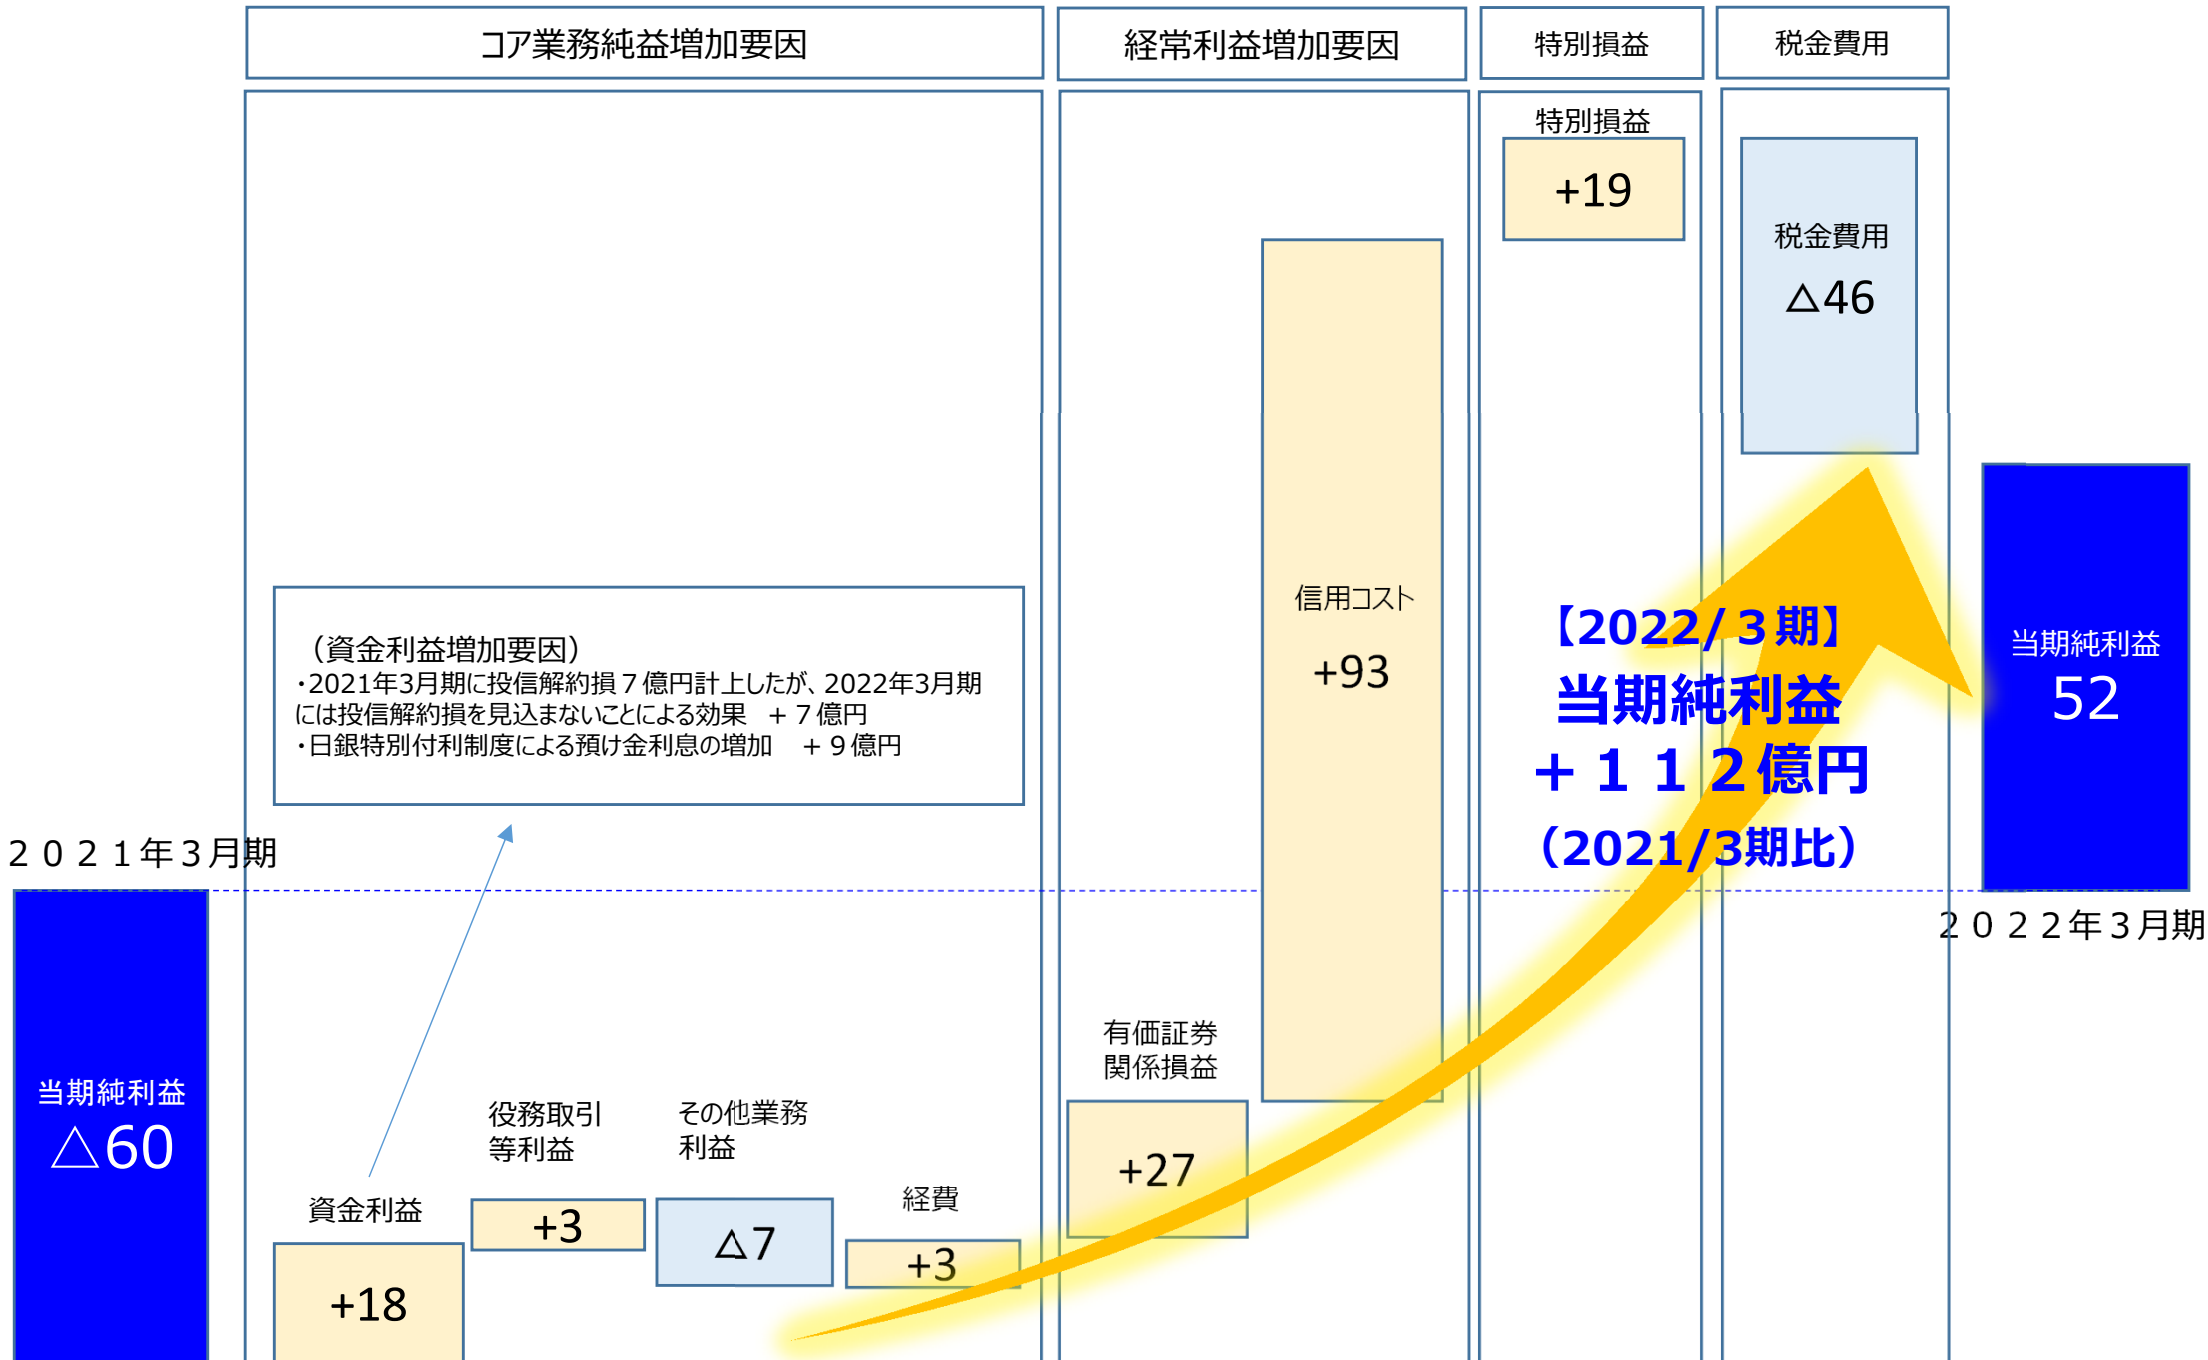 コア業務純益増加要因
経常利益増加要因
特別損益
税金費用
特別損益
+19
税金費用
△46
信用コスト
+93
（資金利益増加要因）
・2021年3月期に投信解約損７億円計上したが、2022年3月期
には投信解約損を見込まないことによる効果　＋７億円
・日銀特別付利制度による預け金利息の増加　＋９億円
【2022/３期】
当期純利益
＋１１２億円
（2021/3期比）
当期純利益
52
２０２２年３月期
２０２１年３月期
当期純利益
△60
資金利益
+18
役務取引
等利益
+3
その他業務
利益
△7
経費
+3
有価証券
関係損益
+27